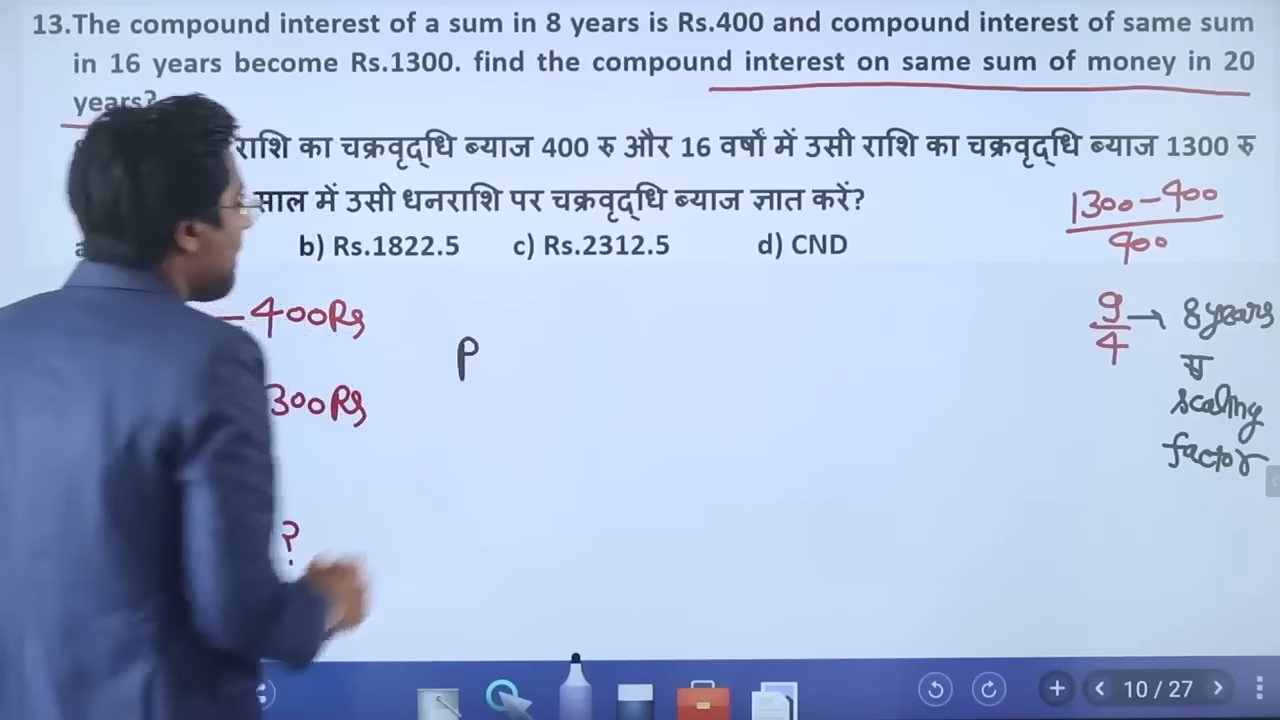 13.The compound interest of a sum in 8 years is Rs.400 and compound interest of same sum
in 16 years become Rs.1300. find the compound interest on same sum of money in 20
years?
राशि का चक्रवृद्धि ब्याज 400 रु और 16 वर्षों में उसी राशि का चक्रवृद्धि ब्याज 1300 रु
साल में उसी धनराशि पर चक्रवृद्धि ब्याज ज्ञात करें?
b) Rs.1822.5 c) Rs.2312.5 d) CND
1300-400
400
400Rs
9/4 → 8 years
P
300Rs
scaling
factor
?
10 / 27